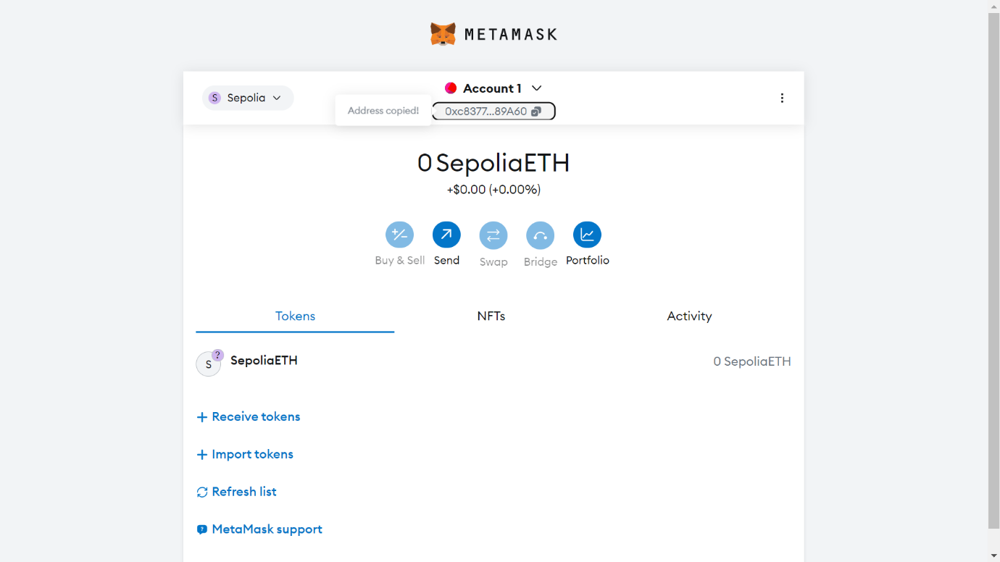 METAMASK
S Sepolia
Account 1
Address copied!
0xc8377...89A60
0 SepoliaETH
+$0.00 (+0.00%)
Buy & Sell Send Swap Bridge Portfolio
Tokens NFTs Activity
S ? SepoliaETH 0 SepoliaETH
+ Receive tokens
+ Import tokens
Refresh list
? MetaMask support